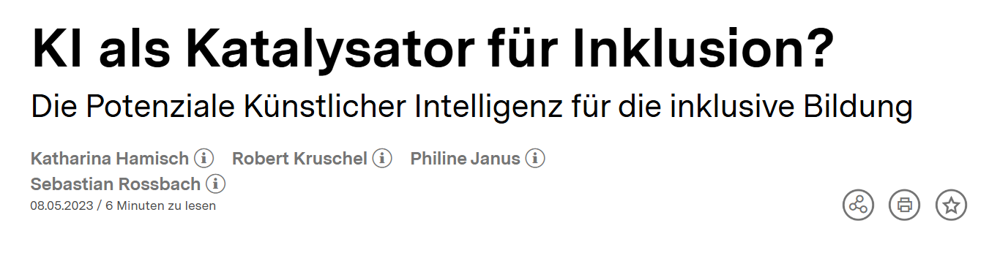 KI als Katalysator für Inklusion?
Die Potenziale Künstlicher Intelligenz für die inklusive Bildung
Katharina Hamisch i Robert Kruschel i Philine Janus i
Sebastian Rossbach i
08.05.2023 / 6 Minuten zu lesen